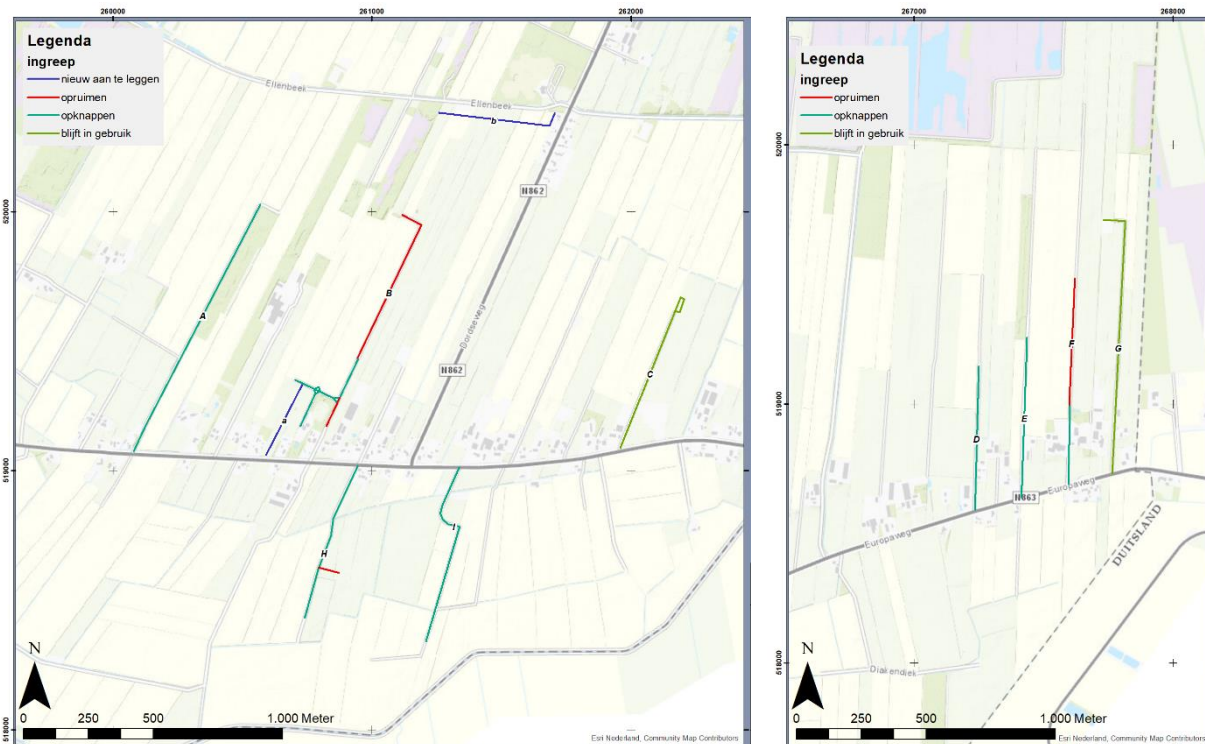 260000
261000
262000
Legenda
ingreep
nieuw aan te leggen
opruimen
opknappen
blijft in gebruik
Ellenbeek
Ellenbeek
b
N862
520000
A
B
Dordseweg
N862
C
a
519000
H
I
N
0 250 500 1.000 Meter
518000
Esri Nederland, Community Map Contributors
267000
268000
Legenda
ingreep
opruimen
opknappen
blijft in gebruik
520000
F
G
519000
D
E
N863
Europaweg
Europaweg
DUITSLAND
518000
Diakendiek
N
0 250 500 1.000 Meter
Esri Nederland, Community Map Contributors